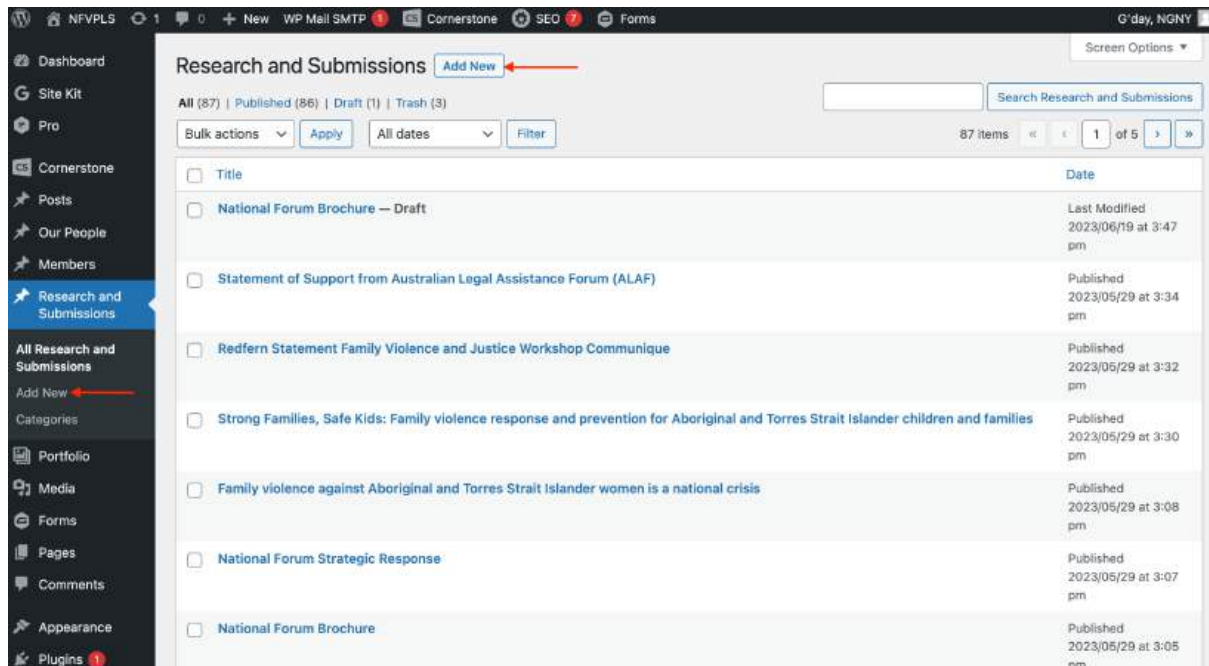 NFVPLS 1 0 + New WP Mail SMTP 1 Cornerstone SEO 7 Forms G'day, NGNY
Screen Options ▼
Dashboard
Site Kit
Pro
Cornerstone
Posts
Our People
Members
Research and
Submissions
All Research and
Submissions
Add New
Categories
Portfolio
Media
Forms
Pages
Comments
Appearance
Plugins 1
Research and Submissions Add New
All (87) | Published (86) | Draft (1) | Trash (3)
Search Research and Submissions
Bulk actions Apply All dates Filter
87 items « ‹ 1 of 5 › »
Title Date
National Forum Brochure — Draft
Last Modified
2023/06/19 at 3:47
pm
Statement of Support from Australian Legal Assistance Forum (ALAF)
Published
2023/05/29 at 3:34
pm
Redfern Statement Family Violence and Justice Workshop Communique
Published
2023/05/29 at 3:32
pm
Strong Families, Safe Kids: Family violence response and prevention for Aboriginal and Torres Strait Islander children and families
Published
2023/05/29 at 3:30
pm
Family violence against Aboriginal and Torres Strait Islander women is a national crisis
Published
2023/05/29 at 3:08
pm
National Forum Strategic Response
Published
2023/05/29 at 3:07
pm
National Forum Brochure
Published
2023/05/29 at 3:05
pm